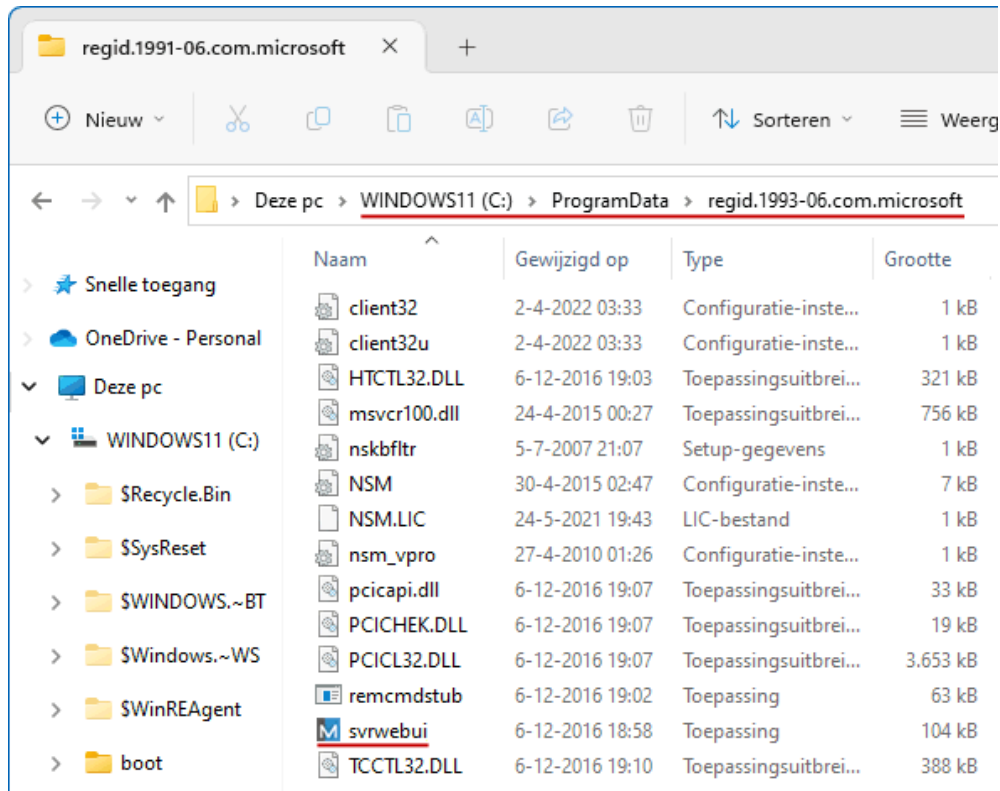 regid.1991-06.com.microsoft
Nieuw
Sorteren
Weerg
Deze pc > WINDOWS11 (C:) > ProgramData > regid.1993-06.com.microsoft
Naam Gewijzigd op Type Grootte
Snelle toegang
OneDrive - Personal
Deze pc
WINDOWS11 (C:)
$Recycle.Bin
$SysReset
$WINDOWS.~BT
$Windows.~WS
$WinREAgent
boot
client32 2-4-2022 03:33 Configuratie-inste... 1 kB
client32u 2-4-2022 03:33 Configuratie-inste... 1 kB
HTCTL32.DLL 6-12-2016 19:03 Toepassingsuitbrei... 321 kB
msvcr100.dll 24-4-2015 00:27 Toepassingsuitbrei... 756 kB
nskbfltr 5-7-2007 21:07 Setup-gegevens 1 kB
NSM 30-4-2015 02:47 Configuratie-inste... 7 kB
NSM.LIC 24-5-2021 19:43 LIC-bestand 1 kB
nsm_vpro 27-4-2010 01:26 Configuratie-inste... 1 kB
pcicapi.dll 6-12-2016 19:07 Toepassingsuitbrei... 33 kB
PCICHEK.DLL 6-12-2016 19:07 Toepassingsuitbrei... 19 kB
PCICL32.DLL 6-12-2016 19:07 Toepassingsuitbrei... 3.653 kB
remcmdstub 6-12-2016 19:02 Toepassing 63 kB
svrwebui 6-12-2016 18:58 Toepassing 104 kB
TCCTL32.DLL 6-12-2016 19:10 Toepassingsuitbrei... 388 kB